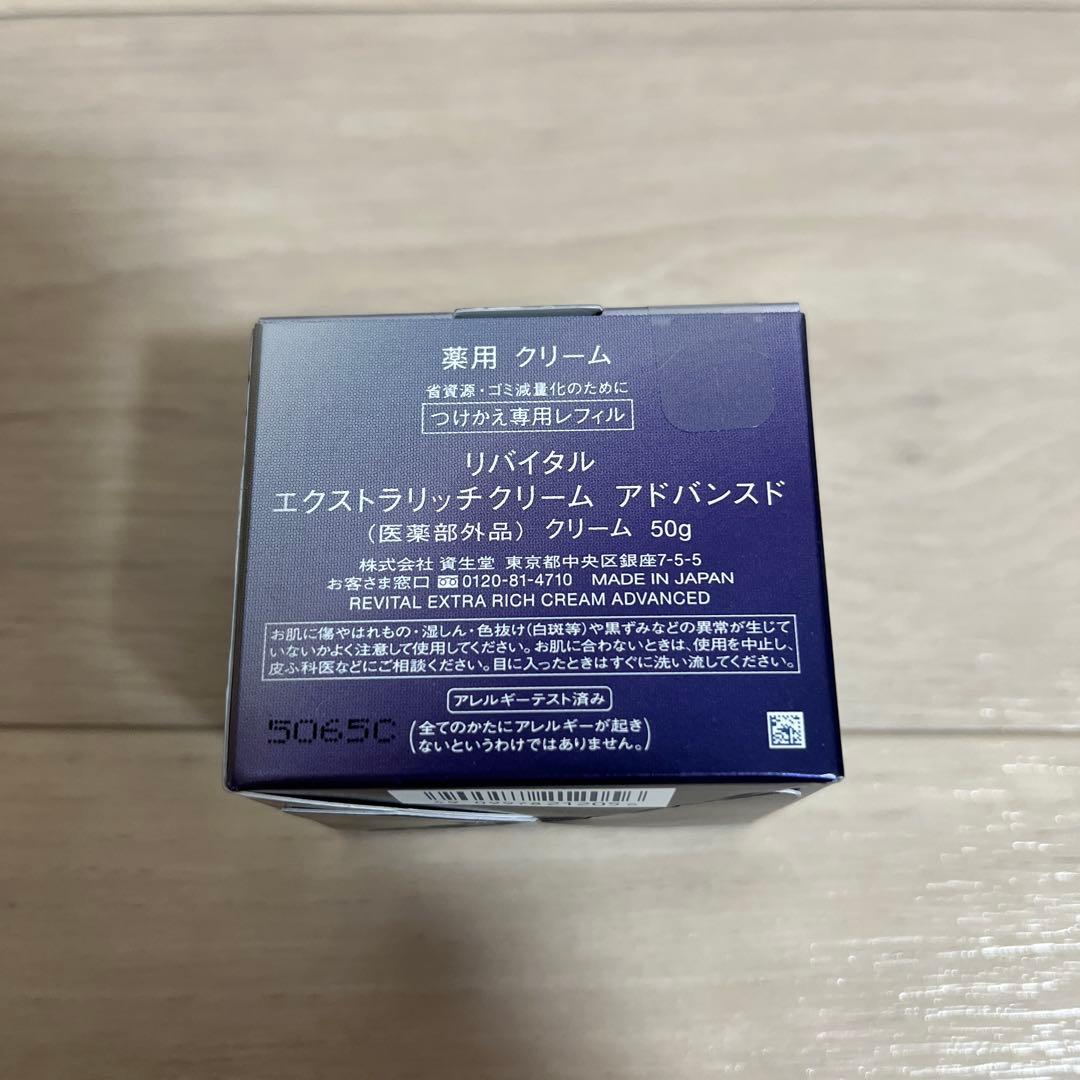 薬用 クリーム
省資源・ゴミ減量化のために
つけかえ専用レフィル
リバイタル
エクストラリッチクリーム アドバンスド
(医薬部外品) クリーム 50g
株式会社 資生堂 東京都中央区銀座7-5-5
お客さま窓口 0120-81-4710 MADE IN JAPAN
REVITAL EXTRA RICH CREAM ADVANCED
お肌に傷やはれもの・湿しん・色抜け(白斑等)や黒ずみなどの異常が生じて
いないかよく注意して使用してください。お肌に合わないときは、使用を中止し、
皮ふ科医などにご相談ください。目に入ったときはすぐに洗い流してください。
アレルギーテスト済み
5065C
(全てのかたにアレルギーが起き
ないというわけではありません。)